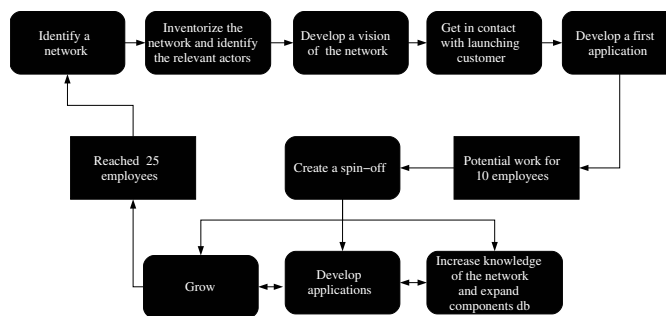 Identify a
network
Inventorize the
network and identify
the relevant actors
Develop a vision
of the network
Get in contact
with launching
customer
Develop a first
application
Reached 25
employees
Create a spin−off
Potential work for
10 employees
Grow
Develop
applications
Increase knowledge
of the network
and expand
components db